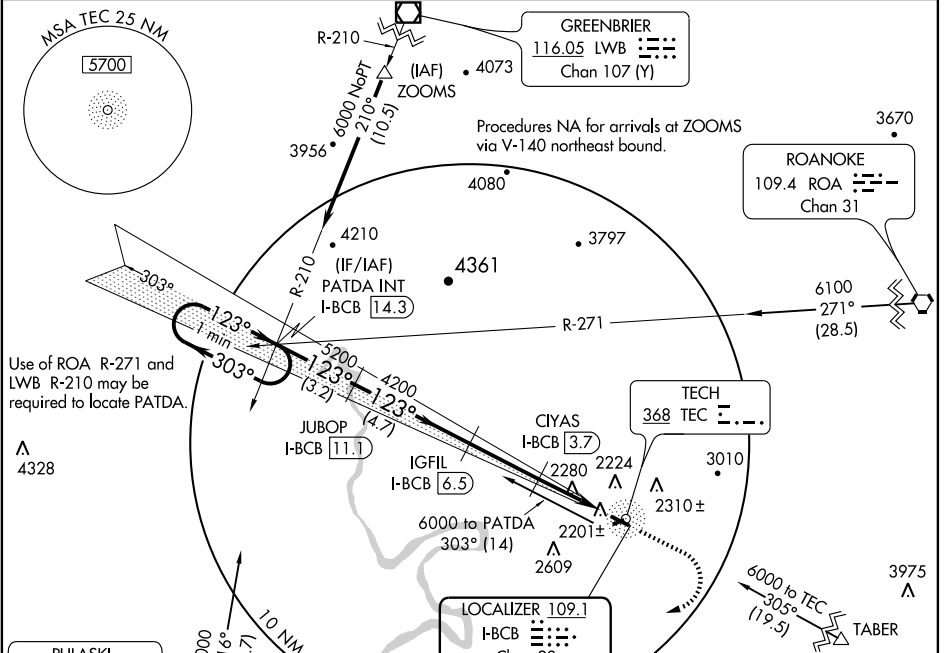 MSA TEC 25 NM
5700
R-210
GREENBRIER
116.05 LWB
Chan 107 (Y)
(IAF)
ZOOMS
4073
6000 NoPT
210°
(10.5)
3956
Procedures NA for arrivals at ZOOMS
via V-140 northeast bound.
3670
ROANOKE
109.4 ROA
Chan 31
4080
4210
3797
(IF/IAF)
PATDA INT
I-BCB 14.3
4361
R-210
303°
123°
1 min
303°
6100
271°
(28.5)
R-271
Use of ROA R-271 and
LWB R-210 may be
required to locate PATDA.
4328
5200
123°
(3.2)
4200
123°
(4.7)
JUBOP
I-BCB 11.1
IGFIL
I-BCB 6.5
CIYAS
I-BCB 3.7
TECH
368 TEC
2280
2224
3010
2310±
2201±
2609
6000 to PATDA
303° (14)
6000 to TEC
305°
(19.5)
TABER
3975
10 NM
LOCALIZER 109.1
I-BCB